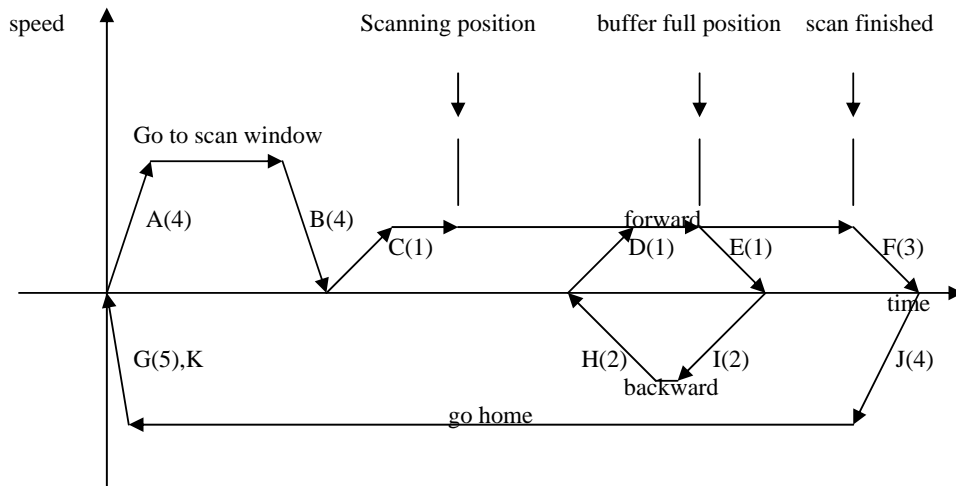 speed
Scanning position
buffer full position
scan finished
Go to scan window
A(4)
B(4)
C(1)
forward
D(1)
E(1)
F(3)
time
G(5),K
H(2)
I(2)
J(4)
backward
go home